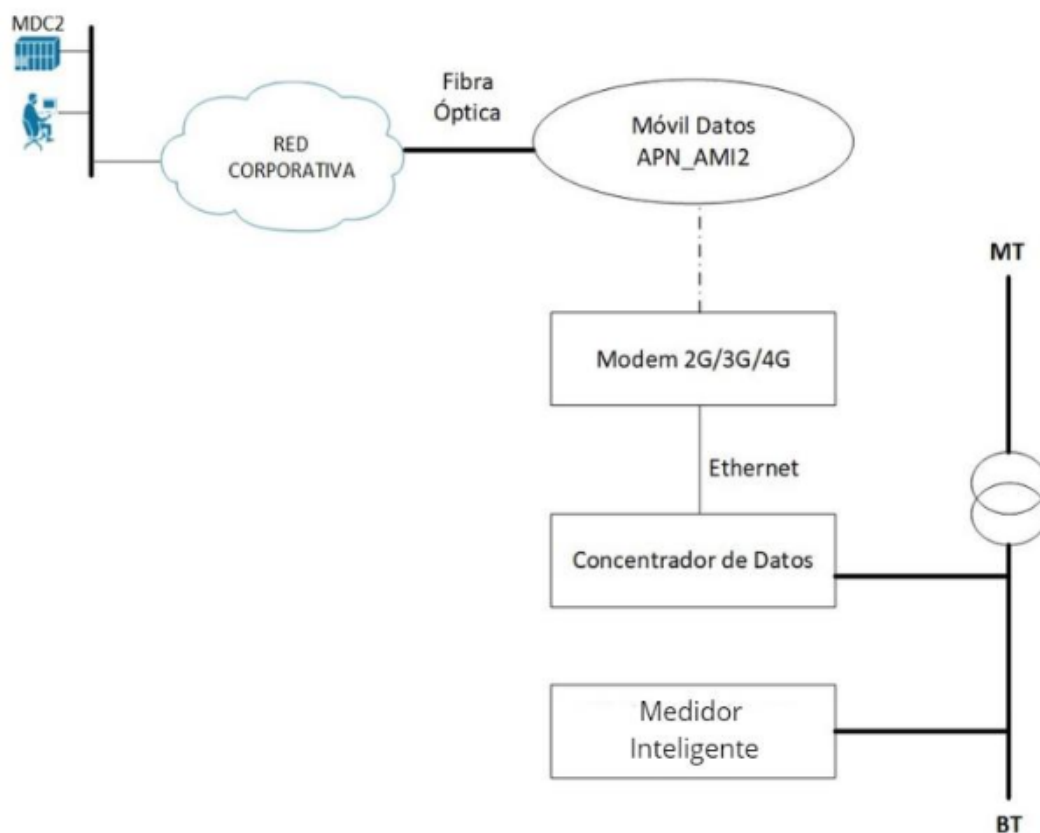 MDC2
RED
CORPORATIVA
Fibra
Óptica
Móvil Datos
APN_AMI2
MT
Modem 2G/3G/4G
Ethernet
Concentrador de Datos
Medidor
Inteligente
BT